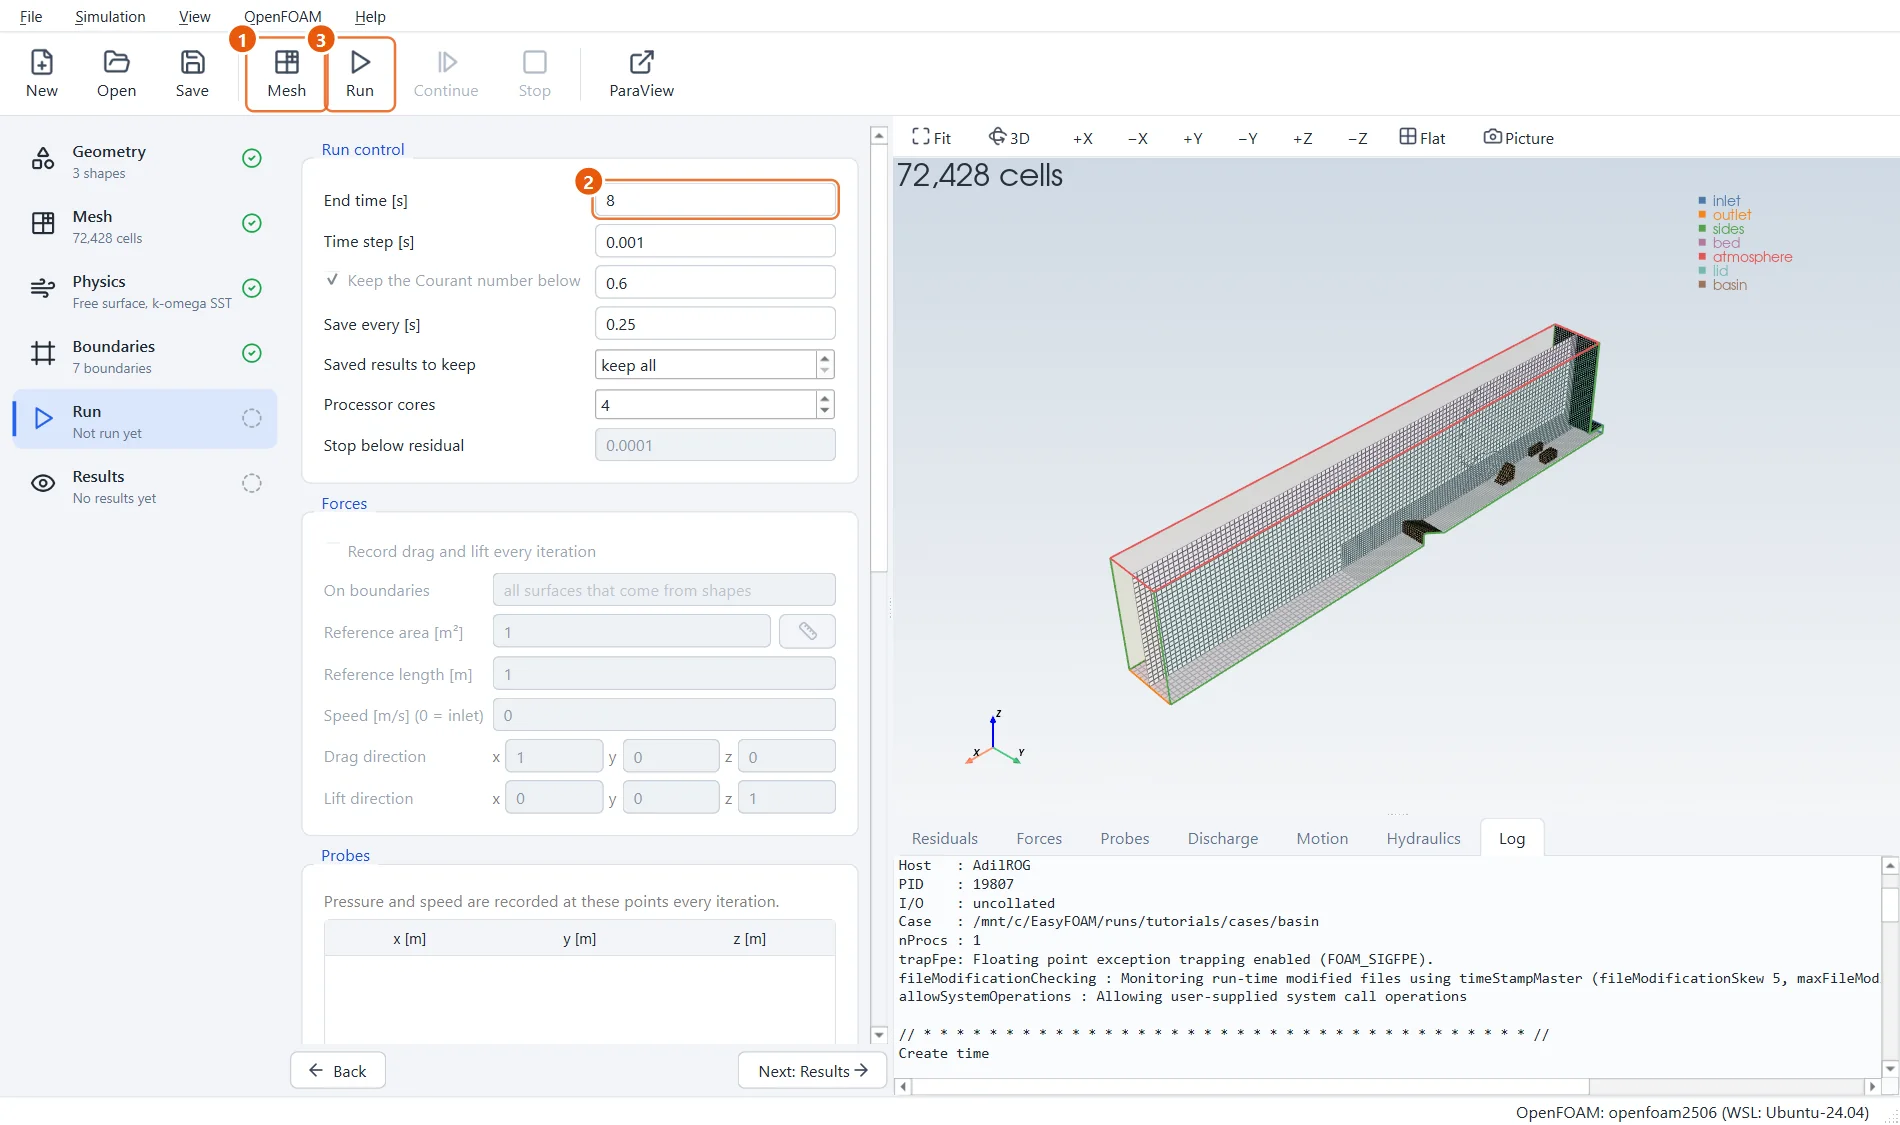 File Simulation View OpenFOAM Help
1 3
New Open Save Mesh Run Continue Stop ParaView
Geometry
3 shapes
Mesh
72,428 cells
Physics
Free surface, k-omega SST
Boundaries
7 boundaries
Run
Not run yet
Results
No results yet
Run control
2
End time [s] 8
Time step [s] 0.001
Keep the Courant number below 0.6
Save every [s] 0.25
Saved results to keep keep all
Processor cores 4
Stop below residual 0.0001
Forces
Record drag and lift every iteration
On boundaries all surfaces that come from shapes
Reference area [m²] 1
Reference length [m] 1
Speed [m/s] (0 = inlet) 0
Drag direction x 1 y 0 z 0
Lift direction x 0 y 0 z 1
Probes
Pressure and speed are recorded at these points every iteration.
x [m] y [m] z [m]
Back Next: Results
Fit 3D +X −X +Y −Y +Z −Z Flat Picture
72,428 cells
inlet
outlet
sides
bed
atmosphere
lid
basin
Z
X Y
Residuals Forces Probes Discharge Motion Hydraulics Log
Host : AdilROG
PID : 19807
I/O : uncollated
Case : /mnt/c/EasyFOAM/runs/tutorials/cases/basin
nProcs : 1
trapFpe: Floating point exception trapping enabled (FOAM_SIGFPE).
fileModificationChecking : Monitoring run-time modified files using timeStampMaster (fileModificationSkew 5, maxFileMod
allowSystemOperations : Allowing user-supplied system call operations
// * * * * * * * * * * * * * * * * * * * * * * * * * * * * * * * * * * * * * //
Create time
OpenFOAM: openfoam2506 (WSL: Ubuntu-24.04)